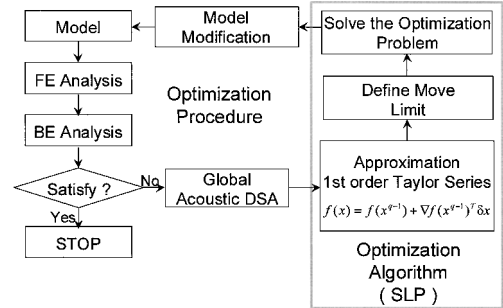 Model
Model
Modification
Solve the Optimization
Problem
FE Analysis
Optimization
Procedure
Define Move
Limit
BE Analysis
Satisfy ?
No
Yes
Global
Acoustic DSA
Approximation
1st order Taylor Series
f(x) = f(x^{q-1}) + ∇f(x^{q-1})^T δx
STOP
Optimization
Algorithm
( SLP )